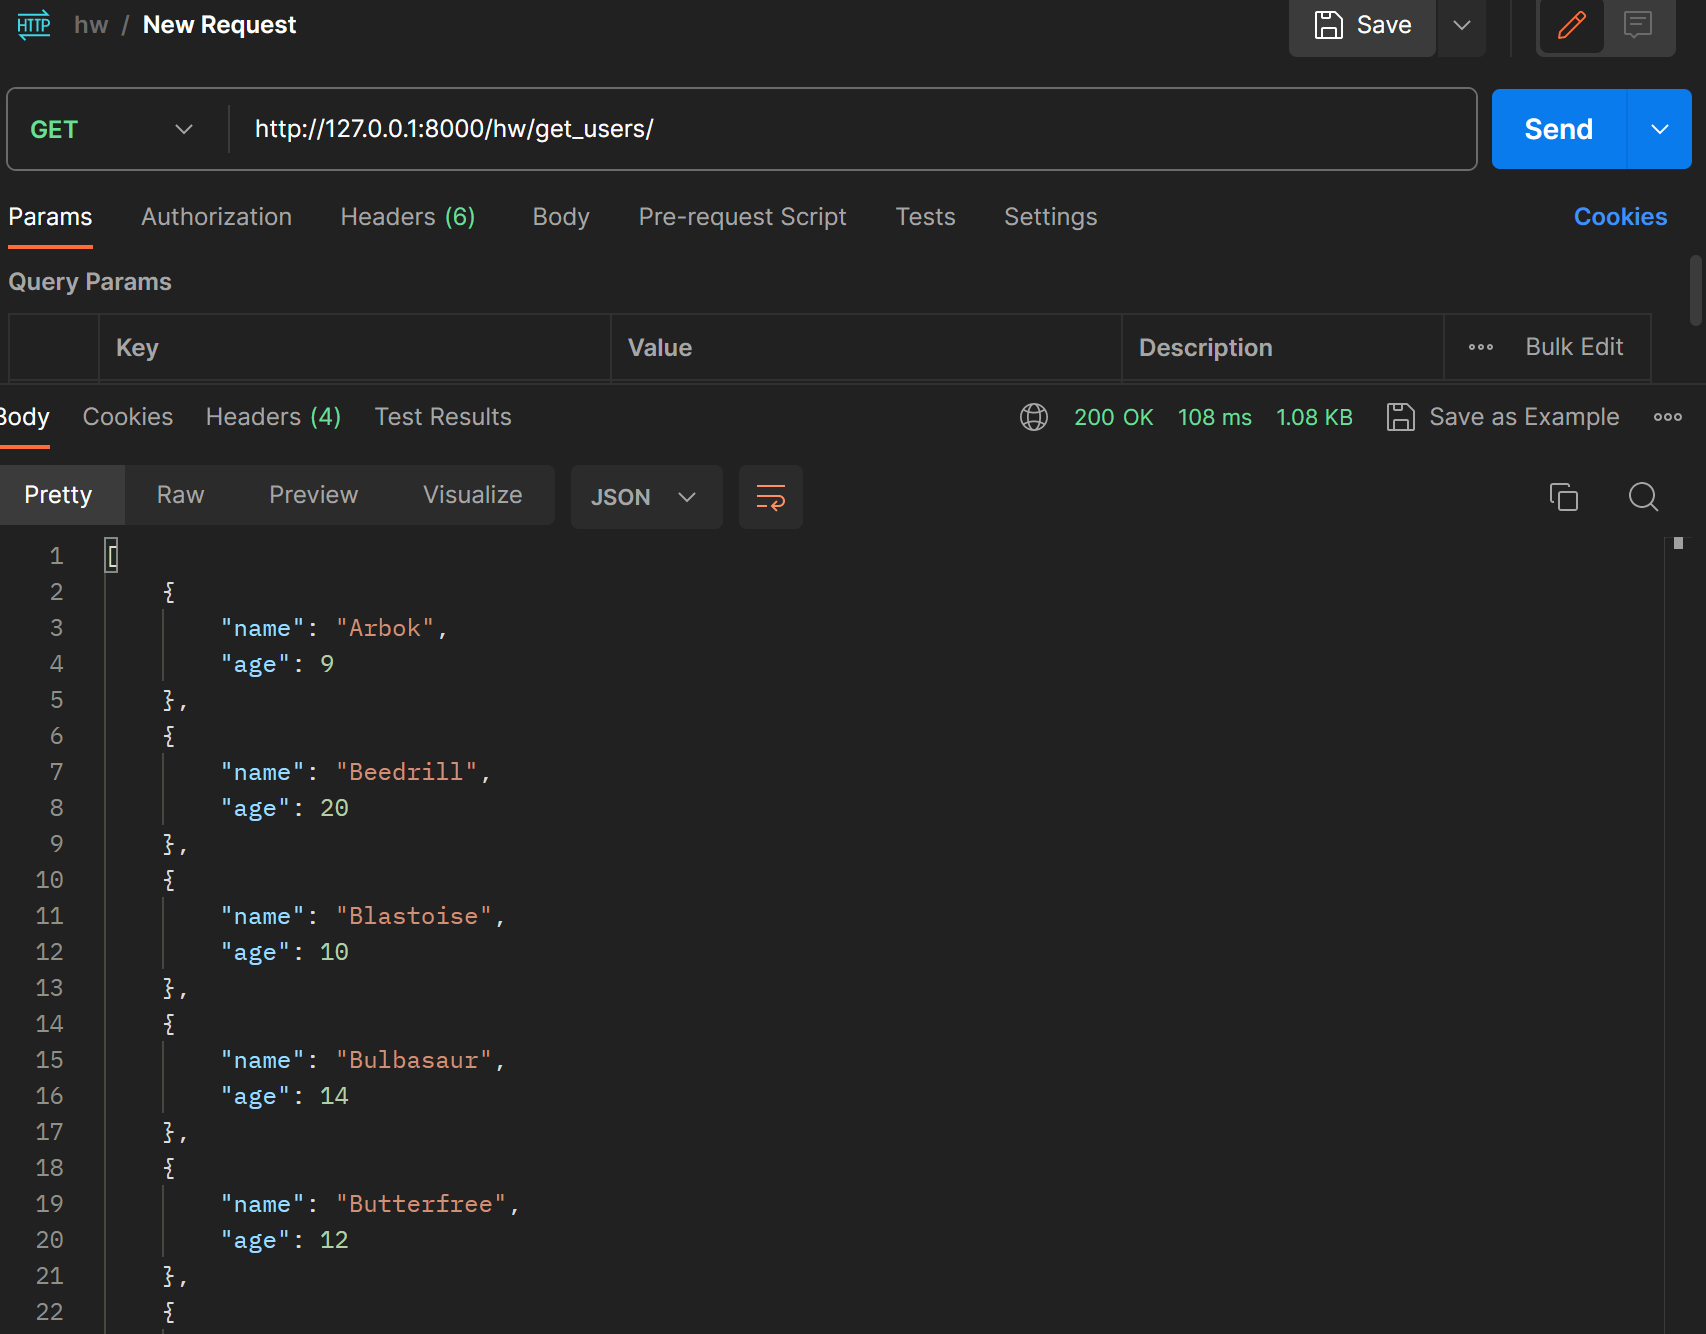 HTTP hw / New Request Save
GET http://127.0.0.1:8000/hw/get_users/ Send
Params Authorization Headers (6) Body Pre-request Script Tests Settings Cookies
Query Params
Key Value Description Bulk Edit
Body Cookies Headers (4) Test Results 200 OK 108 ms 1.08 KB Save as Example
Pretty Raw Preview Visualize JSON
1 [
2 {
3 "name": "Arbok",
4 "age": 9
5 },
6 {
7 "name": "Beedrill",
8 "age": 20
9 },
10 {
11 "name": "Blastoise",
12 "age": 10
13 },
14 {
15 "name": "Bulbasaur",
16 "age": 14
17 },
18 {
19 "name": "Butterfree",
20 "age": 12
21 },
22 {